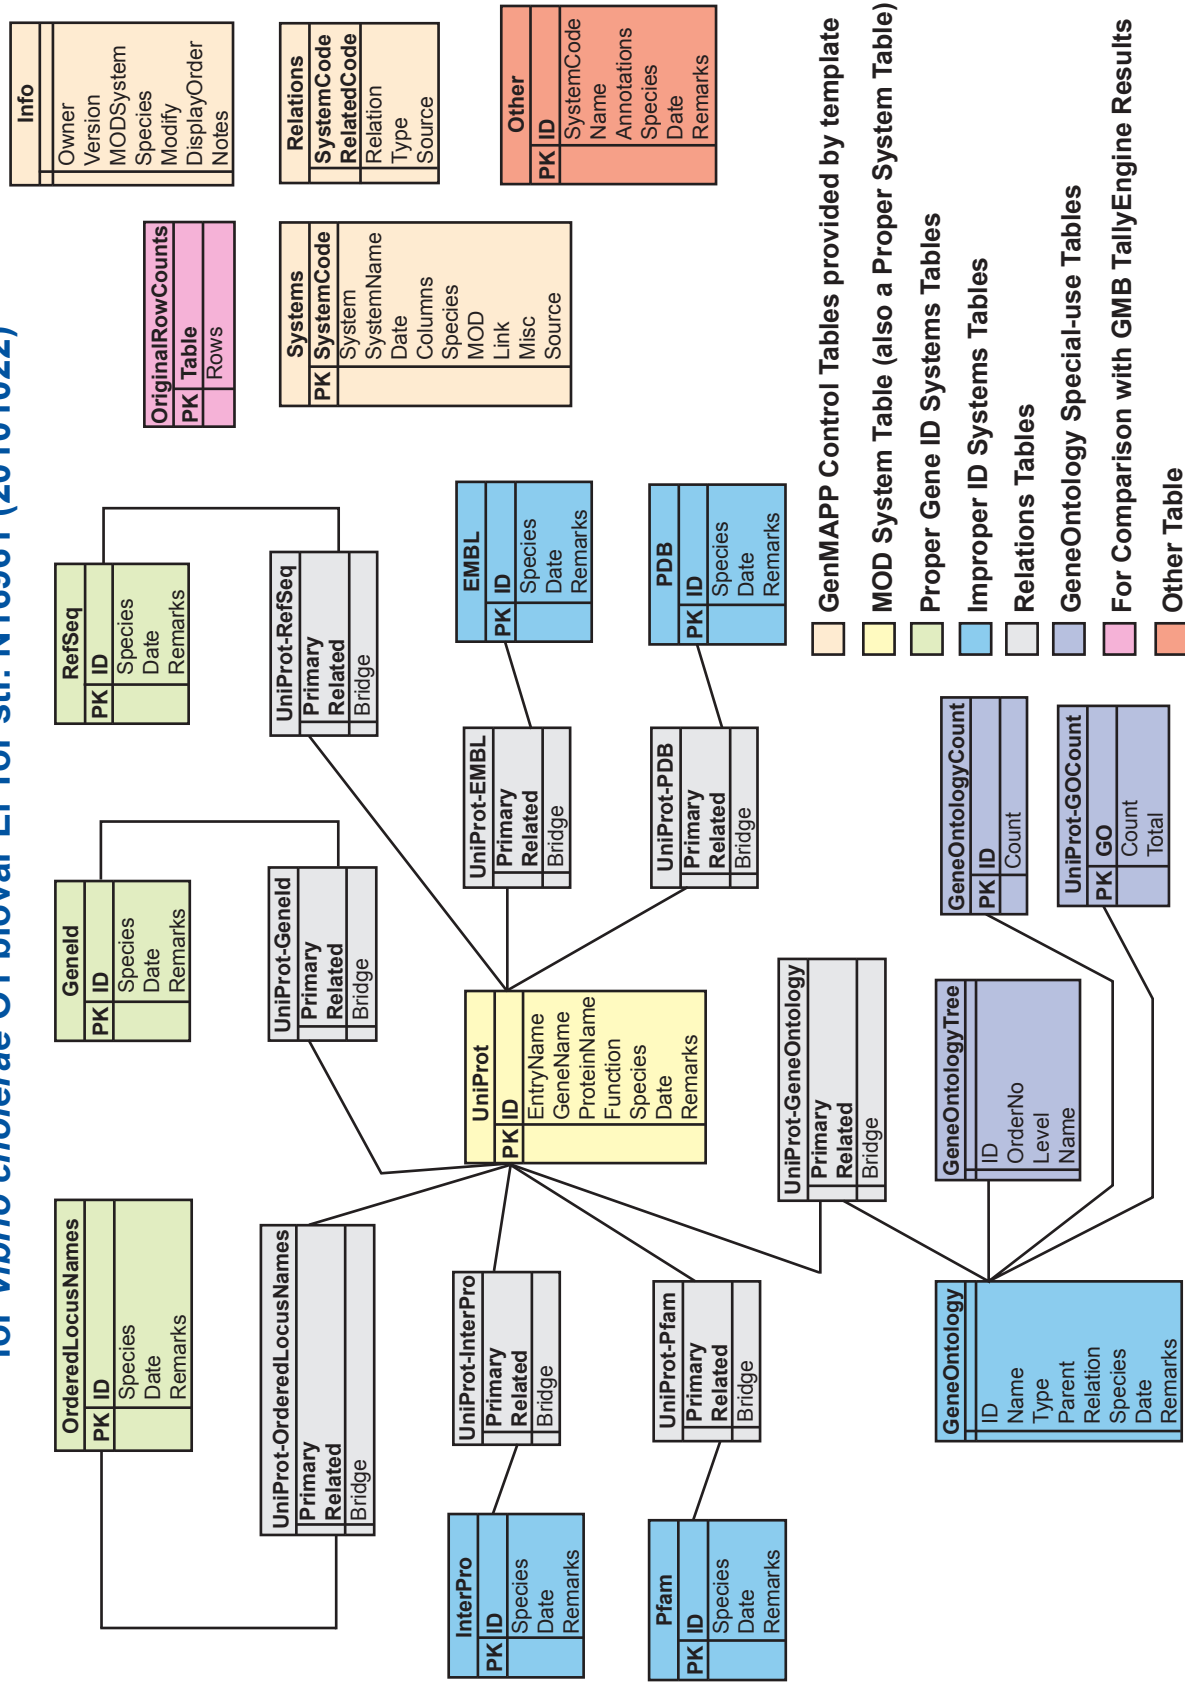 for Vibrio cholerae O1 biovar El Tor str. N16961 (20101022)
OrderedLocusNames
PK ID
Species
Date
Remarks
GeneId
PK ID
Species
Date
Remarks
RefSeq
PK ID
Species
Date
Remarks
OriginalRowCounts
PK Table
Rows
Info
Owner
Version
MODSystem
Species
Modify
DisplayOrder
Notes
UniProt-OrderedLocusNames
Primary
Related
Bridge
UniProt-GeneId
Primary
Related
Bridge
UniProt-RefSeq
Primary
Related
Bridge
Systems
PK SystemCode
System
SystemName
Date
Columns
Species
MOD
Link
Misc
Source
Relations
SystemCode
RelatedCode
Relation
Type
Source
InterPro
PK ID
Species
Date
Remarks
UniProt-InterPro
Primary
Related
Bridge
UniProt
PK ID
EntryName
GeneName
ProteinName
Function
Species
Date
Remarks
UniProt-EMBL
Primary
Related
Bridge
EMBL
PK ID
Species
Date
Remarks
Other
PK ID
SystemCode
Name
Annotations
Species
Date
Remarks
Pfam
PK ID
Species
Date
Remarks
UniProt-Pfam
Primary
Related
Bridge
UniProt-PDB
Primary
Related
Bridge
PDB
PK ID
Species
Date
Remarks
UniProt-GeneOntology
Primary
Related
Bridge
GeneOntology
ID
Name
Type
Parent
Relation
Species
Date
Remarks
GeneOntologyTree
ID
OrderNo
Level
Name
GeneOntologyCount
PK ID
Count
UniProt-GOCount
PK GO
Count
Total
GenMAPP Control Tables provided by template
MOD System Table (also a Proper System Table)
Proper Gene ID Systems Tables
Improper ID Systems Tables
Relations Tables
GeneOntology Special-use Tables
For Comparison with GMB TallyEngine Results
Other Table